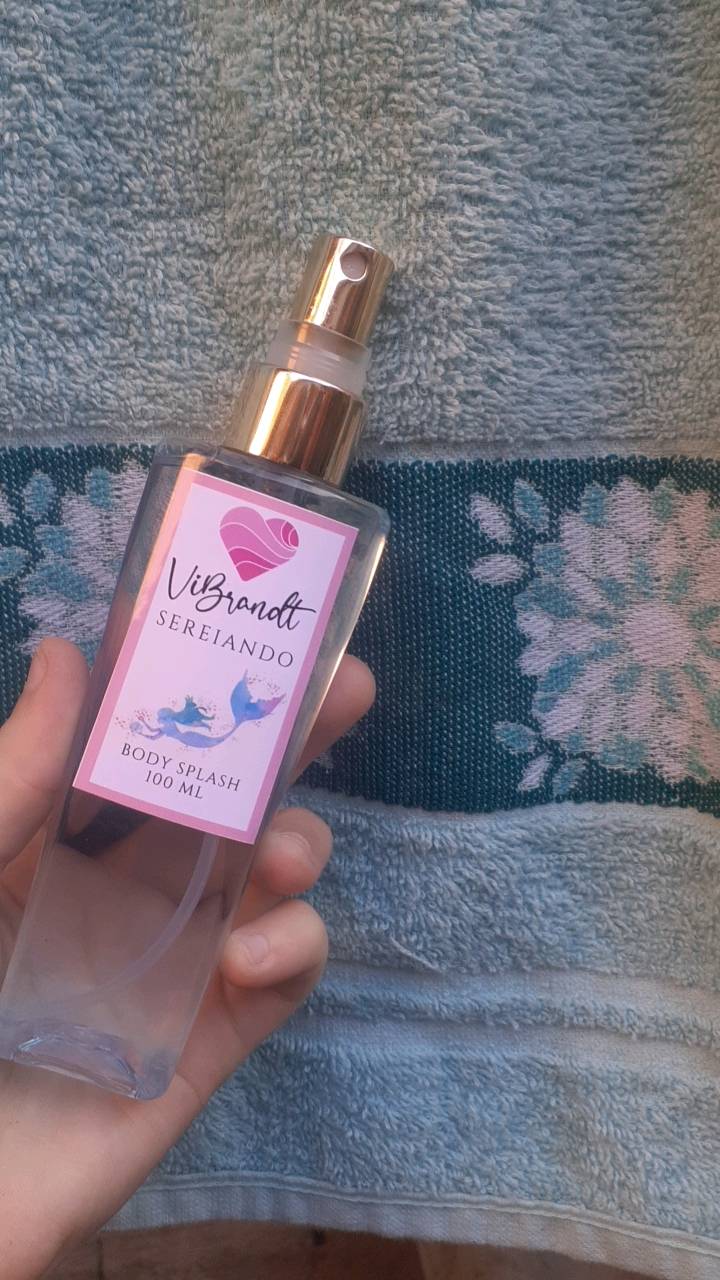 ViBrandt
SEREIANDO
BODY SPLASH
100 ML